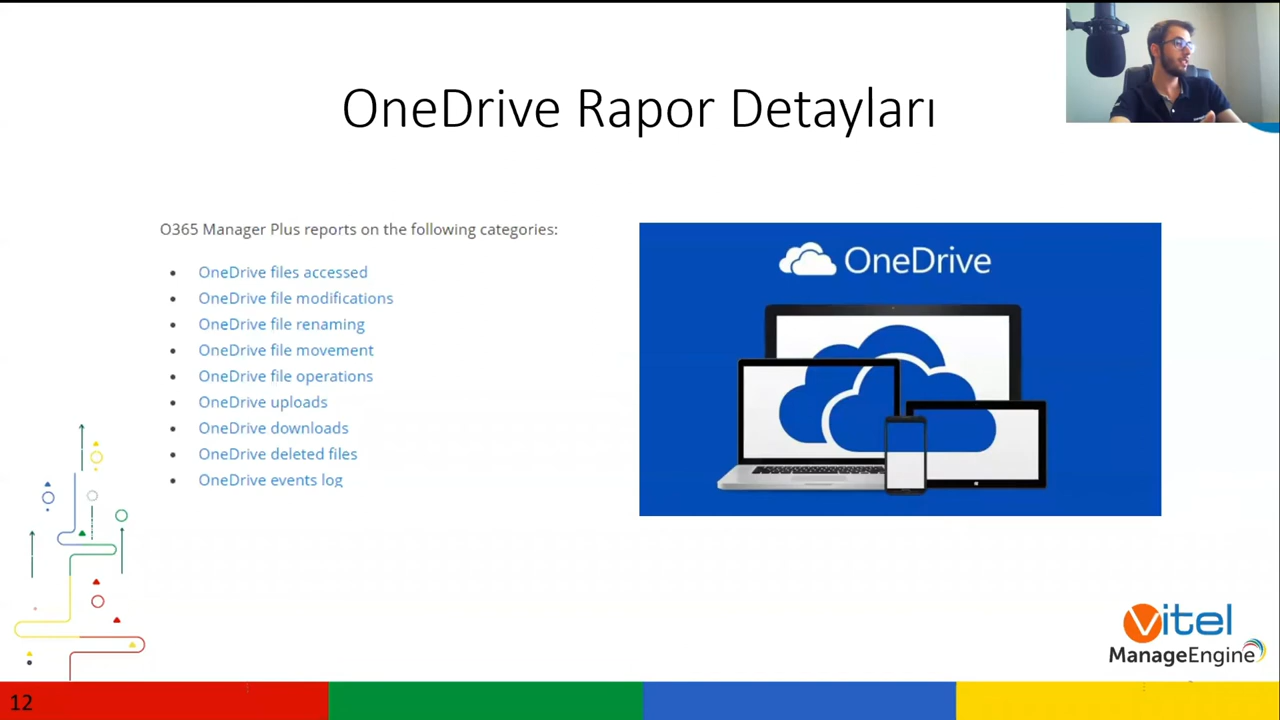 OneDrive Rapor Detayları
O365 Manager Plus reports on the following categories:
• OneDrive files accessed
• OneDrive file modifications
• OneDrive file renaming
• OneDrive file movement
• OneDrive file operations
• OneDrive uploads
• OneDrive downloads
• OneDrive deleted files
• OneDrive events log
OneDrive
vitel
ManageEngine
12